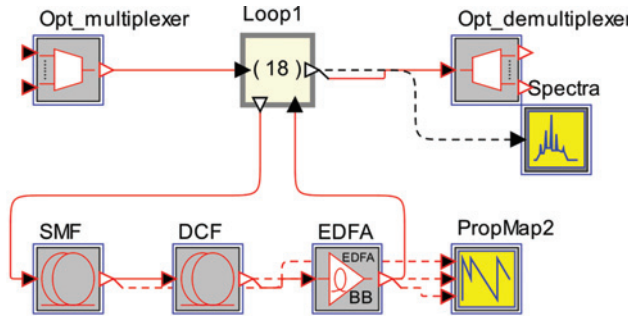 Opt_multiplexer
Loop1
Opt_demultiplexer
( 18 )
Spectra
SMF
DCF
EDFA
PropMap2
EDFA
BB